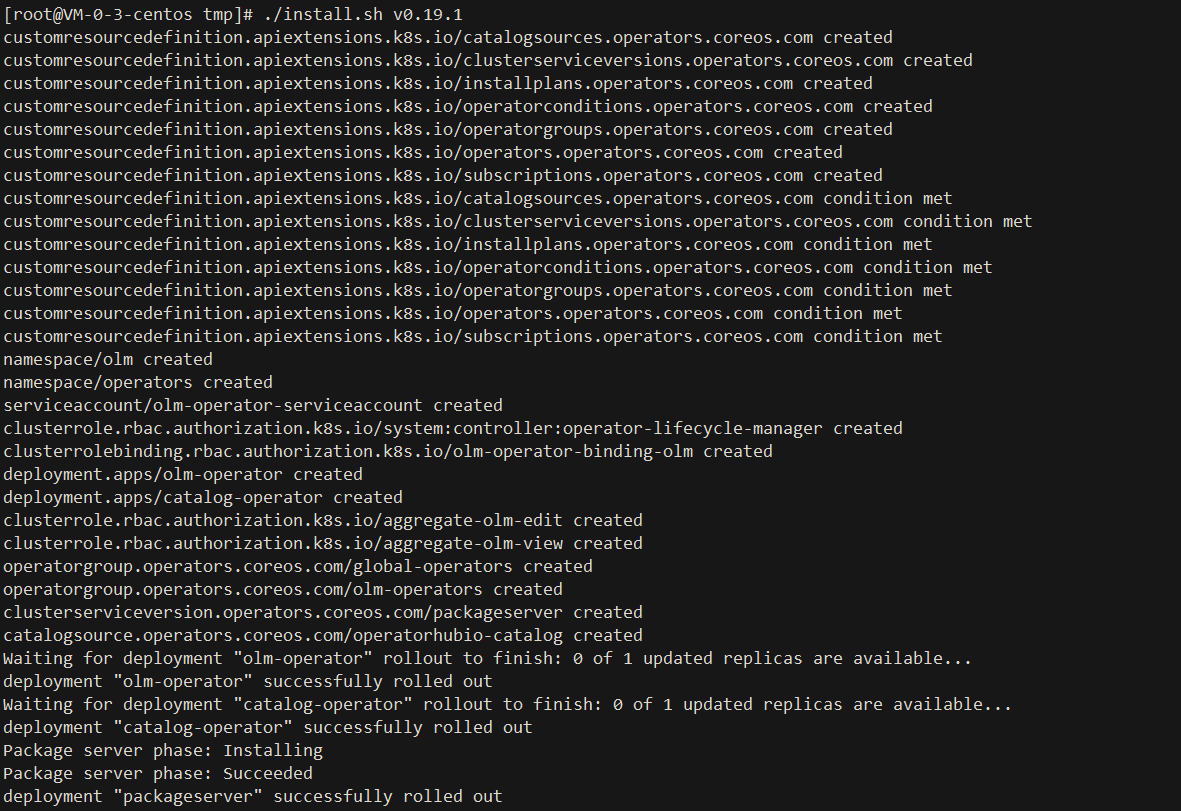 [root@VM-0-3-centos tmp]# ./install.sh v0.19.1
customresourcedefinition.apiextensions.k8s.io/catalogsources.operators.coreos.com created
customresourcedefinition.apiextensions.k8s.io/clusterserviceversions.operators.coreos.com created
customresourcedefinition.apiextensions.k8s.io/installplans.operators.coreos.com created
customresourcedefinition.apiextensions.k8s.io/operatorconditions.operators.coreos.com created
customresourcedefinition.apiextensions.k8s.io/operatorgroups.operators.coreos.com created
customresourcedefinition.apiextensions.k8s.io/operators.operators.coreos.com created
customresourcedefinition.apiextensions.k8s.io/subscriptions.operators.coreos.com created
customresourcedefinition.apiextensions.k8s.io/catalogsources.operators.coreos.com condition met
customresourcedefinition.apiextensions.k8s.io/clusterserviceversions.operators.coreos.com condition met
customresourcedefinition.apiextensions.k8s.io/installplans.operators.coreos.com condition met
customresourcedefinition.apiextensions.k8s.io/operatorconditions.operators.coreos.com condition met
customresourcedefinition.apiextensions.k8s.io/operatorgroups.operators.coreos.com condition met
customresourcedefinition.apiextensions.k8s.io/operators.operators.coreos.com condition met
customresourcedefinition.apiextensions.k8s.io/subscriptions.operators.coreos.com condition met
namespace/olm created
namespace/operators created
serviceaccount/olm-operator-serviceaccount created
clusterrole.rbac.authorization.k8s.io/system:controller:operator-lifecycle-manager created
clusterrolebinding.rbac.authorization.k8s.io/olm-operator-binding-olm created
deployment.apps/olm-operator created
deployment.apps/catalog-operator created
clusterrole.rbac.authorization.k8s.io/aggregate-olm-edit created
clusterrole.rbac.authorization.k8s.io/aggregate-olm-view created
operatorgroup.operators.coreos.com/global-operators created
operatorgroup.operators.coreos.com/olm-operators created
clusterserviceversion.operators.coreos.com/packageserver created
catalogsource.operators.coreos.com/operatorhubio-catalog created
Waiting for deployment "olm-operator" rollout to finish: 0 of 1 updated replicas are available...
deployment "olm-operator" successfully rolled out
Waiting for deployment "catalog-operator" rollout to finish: 0 of 1 updated replicas are available...
deployment "catalog-operator" successfully rolled out
Package server phase: Installing
Package server phase: Succeeded
deployment "packageserver" successfully rolled out